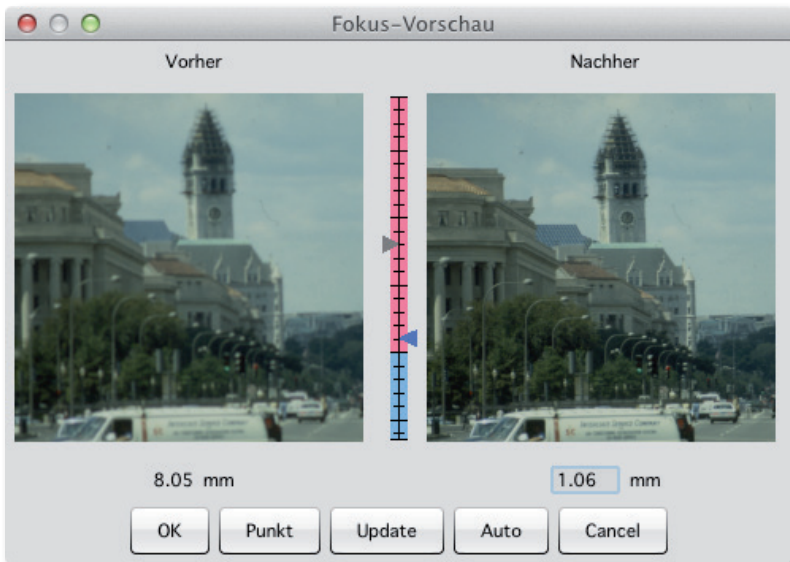 Fokus-Vorschau
Vorher
Nachher
8.05 mm
1.06 mm
OK
Punkt
Update
Auto
Cancel